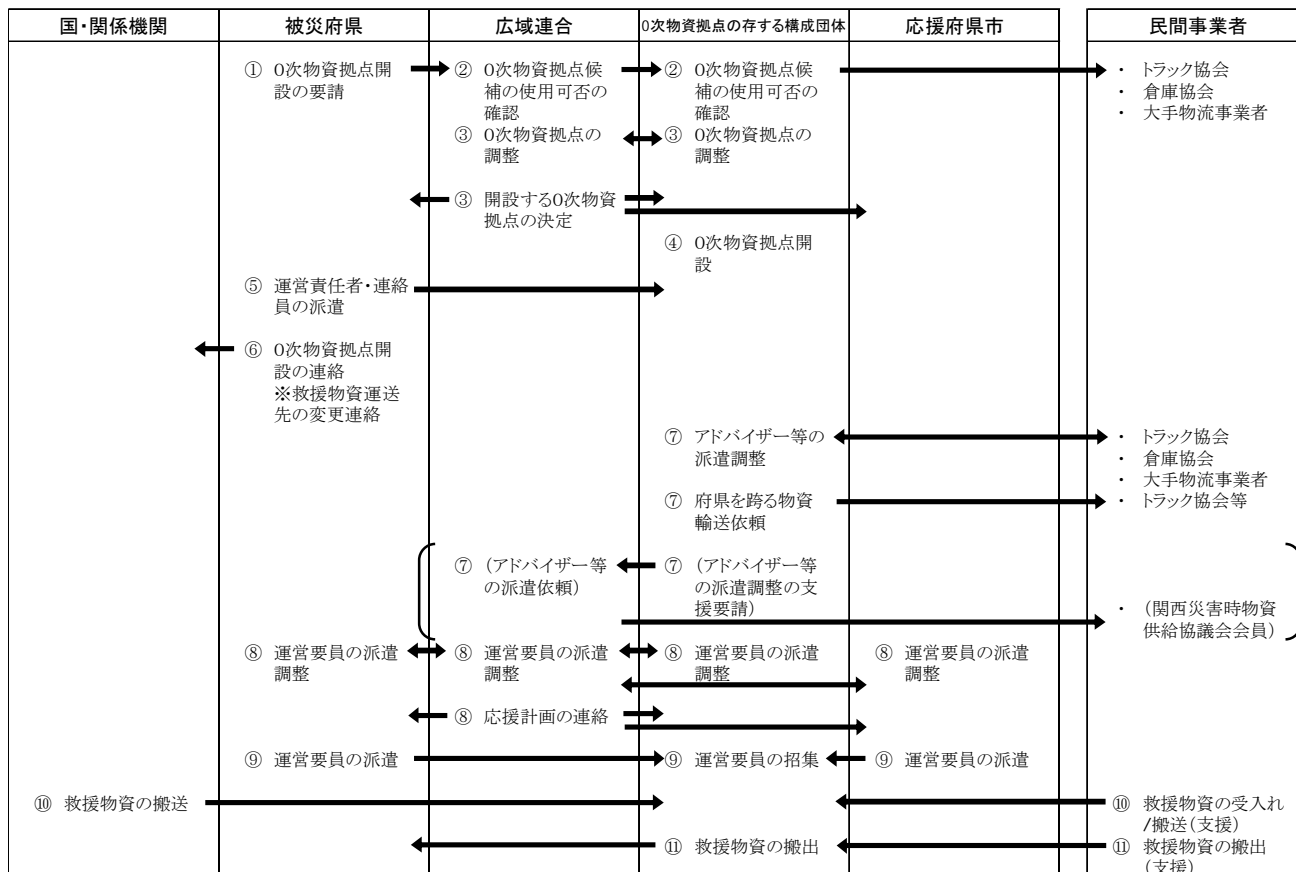 国・関係機関
被災府県
広域連合
0次物資拠点の存する構成団体
応援府県市
民間事業者
① 0次物資拠点開
設の要請
② 0次物資拠点候
補の使用可否の
確認
② 0次物資拠点候
補の使用可否の
確認
・ トラック協会
・ 倉庫協会
・ 大手物流事業者
③ 0次物資拠点の
調整
③ 0次物資拠点の
調整
③ 開設する0次物資
拠点の決定
④ 0次物資拠点開
設
⑤ 運営責任者・連絡
員の派遣
⑥ 0次物資拠点開
設の連絡
※救援物資運送
先の変更連絡
⑦ アドバイザー等の
派遣調整
・ トラック協会
・ 倉庫協会
・ 大手物流事業者
⑦ 府県を跨る物資
輸送依頼
・ トラック協会等
⑦ (アドバイザー等
の派遣依頼)
⑦ (アドバイザー等
の派遣調整の支
援要請)
・ (関西災害時物資
供給協議会会員)
⑧ 運営要員の派遣
調整
⑧ 運営要員の派遣
調整
⑧ 運営要員の派遣
調整
⑧ 運営要員の派遣
調整
⑧ 応援計画の連絡
⑨ 運営要員の派遣
⑨ 運営要員の招集
⑨ 運営要員の派遣
⑩ 救援物資の搬送
⑩ 救援物資の受入れ
/搬送(支援)
⑪ 救援物資の搬出
⑪ 救援物資の搬出
(支援)